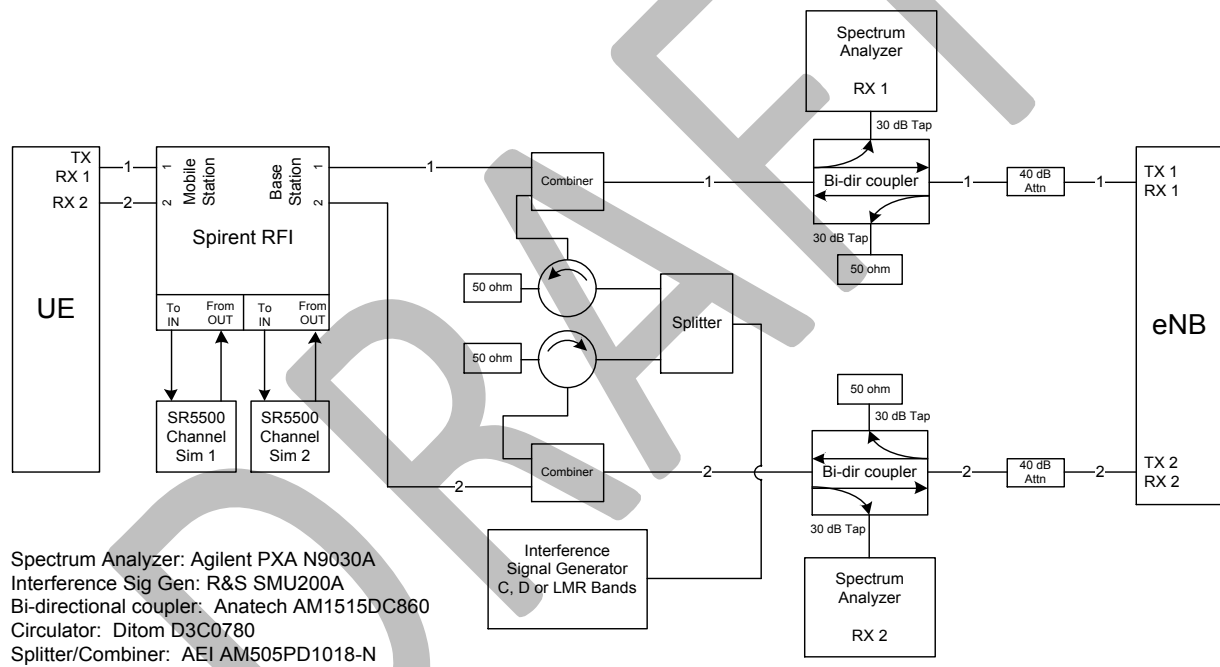 Spectrum
Analyzer
RX 1
30 dB Tap
TX
RX 1
RX 2
UE
1
2
1
2
Mobile
Station
Base
Station
1
2
Spirent RFI
To
IN
From
OUT
To
IN
From
OUT
SR5500
Channel
Sim 1
SR5500
Channel
Sim 2
1
2
Combiner
1
Bi-dir coupler
30 dB Tap
50 ohm
1
40 dB
Attn
1
TX 1
RX 1
eNB
TX 2
RX 2
50 ohm
50 ohm
Splitter
Combiner
2
50 ohm
30 dB Tap
Bi-dir coupler
30 dB Tap
2
40 dB
Attn
2
Interference
Signal Generator
C, D or LMR Bands
Spectrum
Analyzer
RX 2
Spectrum Analyzer: Agilent PXA N9030A
Interference Sig Gen: R&S SMU200A
Bi-directional coupler: Anatech AM1515DC860
Circulator: Ditom D3C0780
Splitter/Combiner: AEI AM505PD1018-N
DRAFT